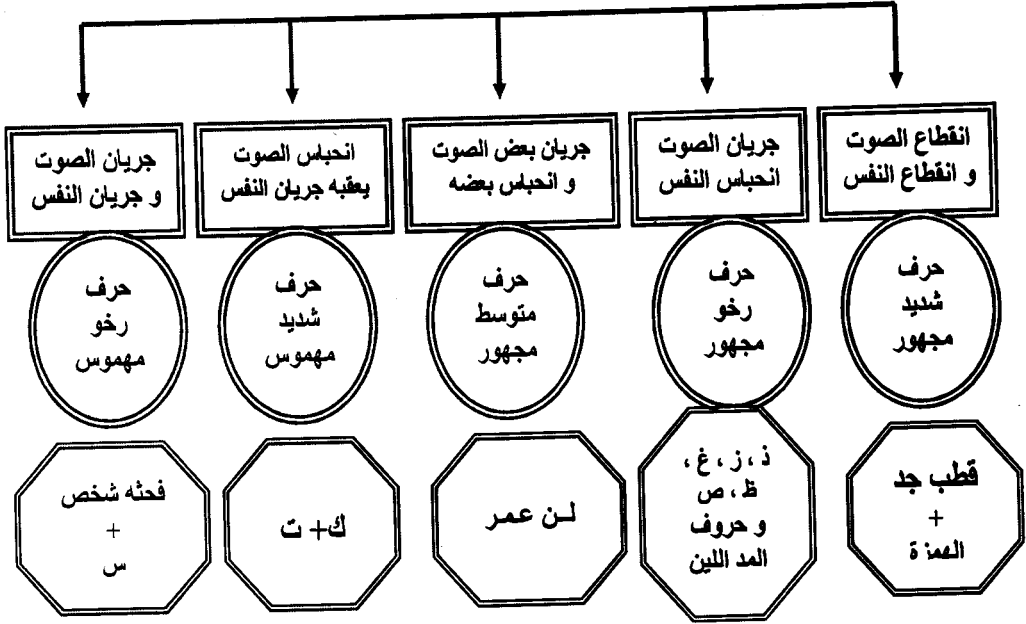 انقطاع الصوت
و انقطاع النفس
جريان الصوت
انحباس النفس
جريان بعض الصوت
و انحباس بعضه
انحباس الصوت
يعقبه جريان النفس
جريان الصوت
و جريان النفس
حرف
شديد
مجهور
حرف
رخو
مجهور
حرف
متوسط
مجهور
حرف
شديد
مهموس
حرف
رخو
مهموس
قطب جد
+
الهمزة
ذ ، ز ، غ ،
ظ ، ص
و حروف
المد اللين
لـن عمـر
ك+ ت
فحثه شخص
+
س